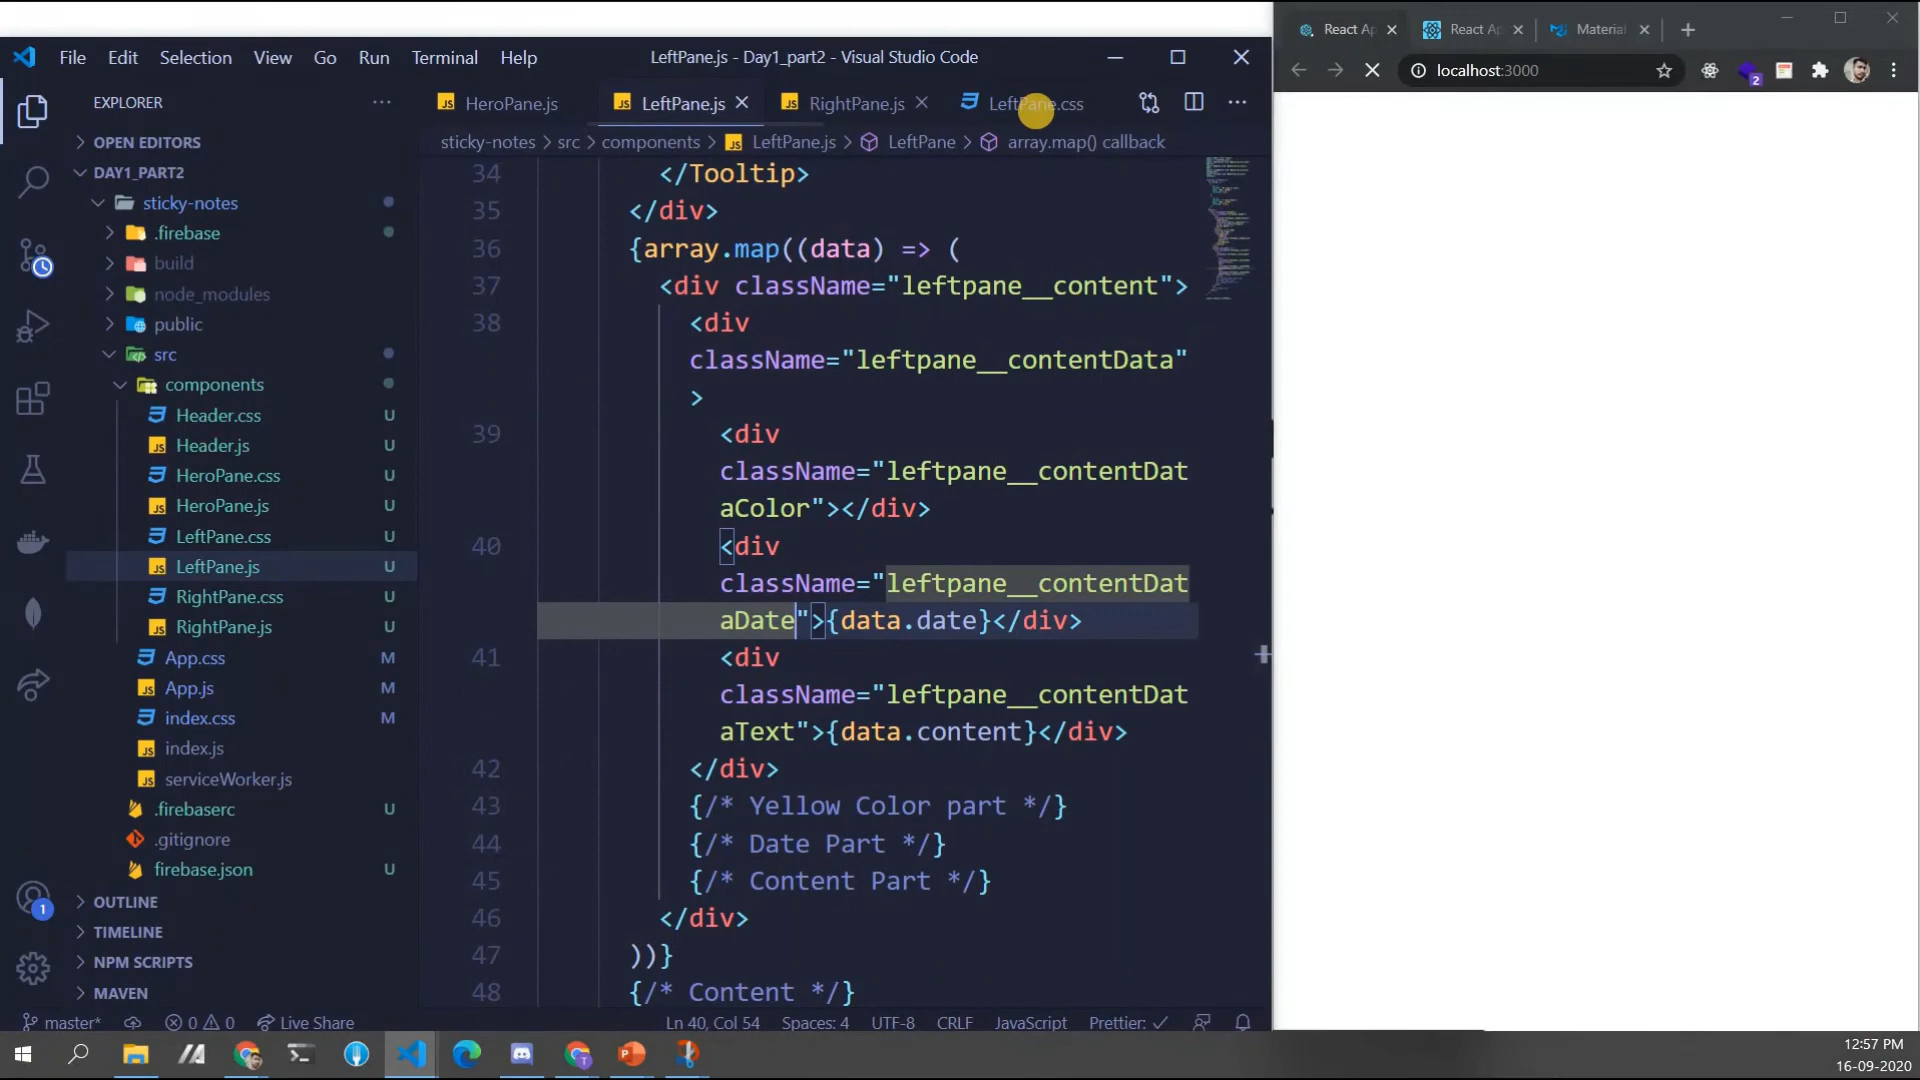 File Edit Selection View Go Run Terminal Help
LeftPane.js - Day1_part2 - Visual Studio Code
EXPLORER
OPEN EDITORS
DAY1_PART2
sticky-notes
.firebase
build
node_modules
public
src
components
Header.css U
Header.js U
HeroPane.css U
HeroPane.js U
LeftPane.css U
LeftPane.js U
RightPane.css U
RightPane.js U
App.css M
App.js M
index.css M
index.js
serviceWorker.js
.firebaserc U
.gitignore
firebase.json U
OUTLINE
TIMELINE
NPM SCRIPTS
MAVEN
HeroPane.js LeftPane.js RightPane.js LeftPane.css
sticky-notes > src > components > LeftPane.js > LeftPane > array.map() callback
34 </Tooltip>
35 </div>
36 {array.map((data) => (
37 <div className="leftpane__content">
38 <div
className="leftpane__contentData"
>
39 <div
className="leftpane__contentDat
aColor"></div>
40 <div
className="leftpane__contentDat
aDate">{data.date}</div>
41 <div
className="leftpane__contentDat
aText">{data.content}</div>
42 </div>
43 {/* Yellow Color part */}
44 {/* Date Part */}
45 {/* Content Part */}
46 </div>
47 ))}
48 {/* Content */}
1
master* 0 0 Live Share Ln 40, Col 54 Spaces: 4 UTF-8 CRLF JavaScript Prettier: ✓
React Ap React Ap Material
localhost:3000
2
12:57 PM
16-09-2020